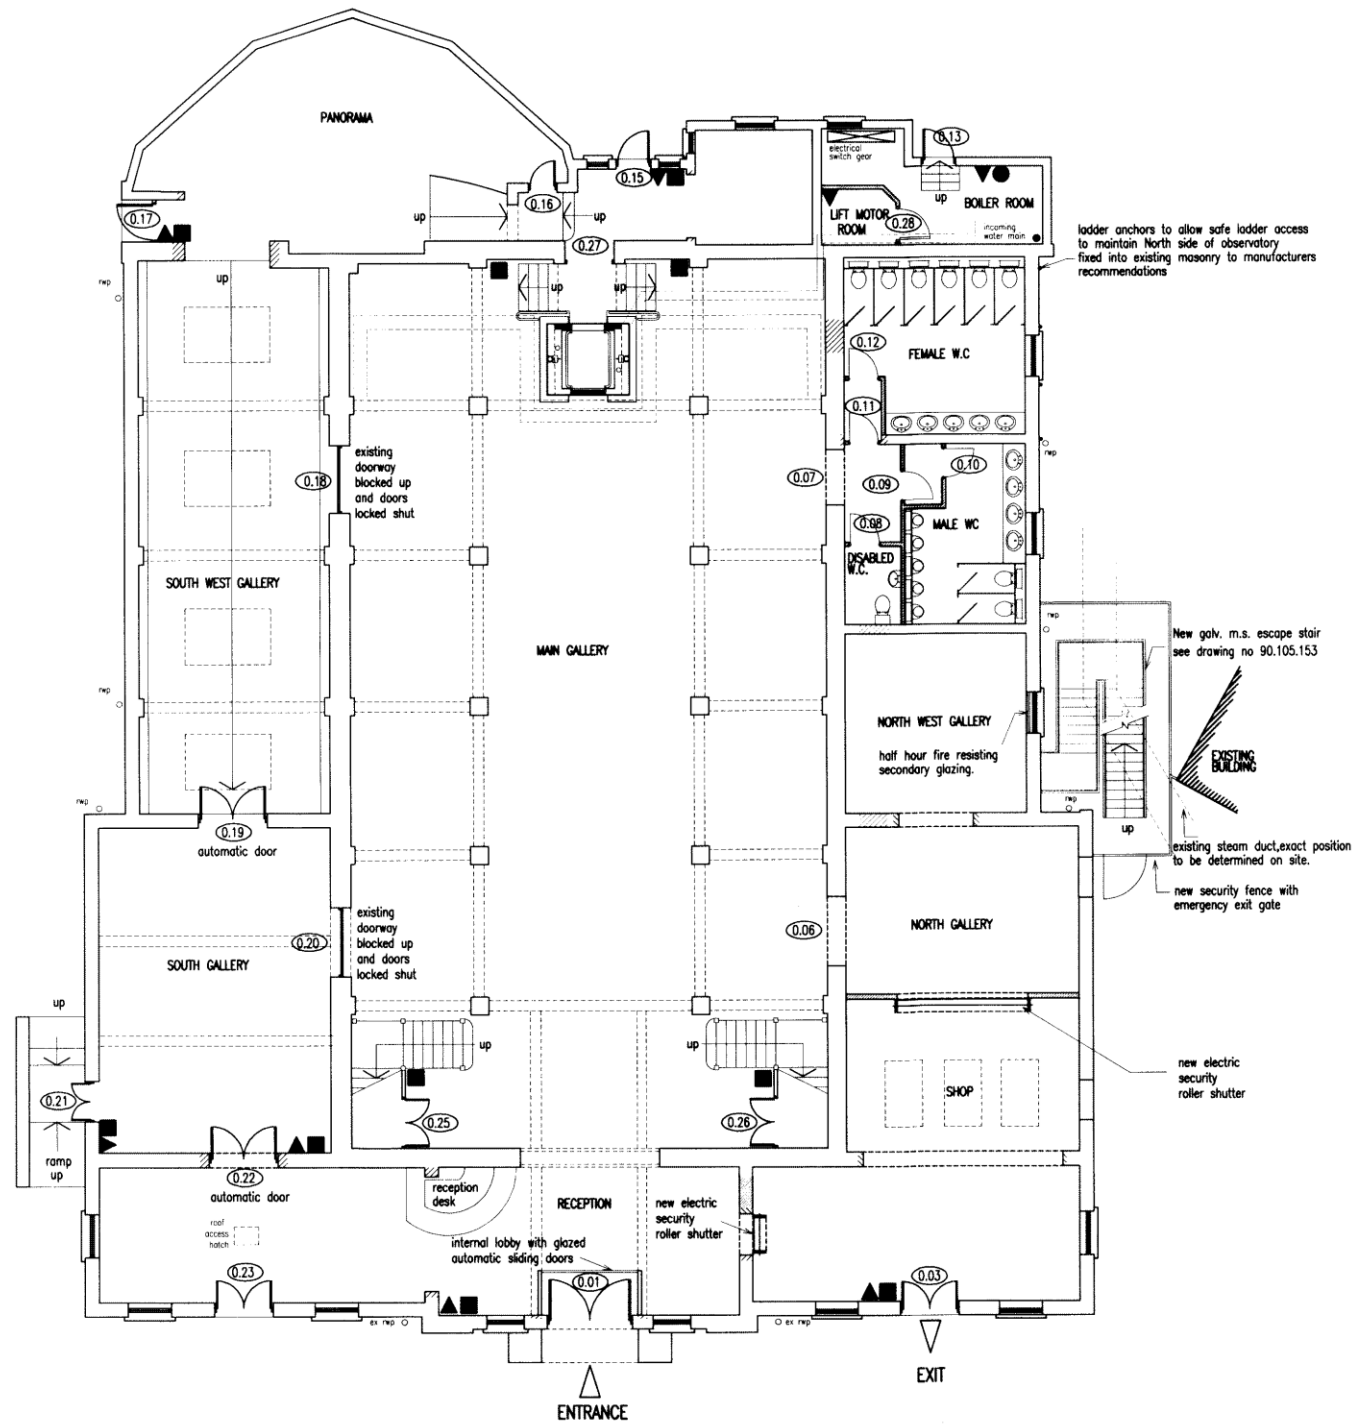 PANORAMA
0.13
electrical
switch gear
0.15
0.16
up
up
up
BOILER ROOM
0.17
LIFT MOTOR
ROOM
0.28
incoming
water main
0.27
ladder anchors to allow safe ladder access
to maintain North side of observatory
fixed into existing masonry to manufacturers
recommendations
rwp
up
up
up
0.12
FEMALE W.C
0.11
rwp
existing
doorway
blocked up
and doors
locked shut
0.18
0.07
0.09
0.10
0.08
MALE WC
DISABLED
W.C.
SOUTH WEST GALLERY
MAIN GALLERY
rwp
New galv. m.s. escape stair
see drawing no 90.105.153
rwp
NORTH WEST GALLERY
half hour fire resisting
secondary glazing.
EXISTING
BUILDING
rwp
rwp
up
0.19
automatic door
existing steam duct,exact position
to be determined on site.
new security fence with
emergency exit gate
existing
doorway
blocked up
and doors
locked shut
0.20
0.06
NORTH GALLERY
SOUTH GALLERY
up
up
up
new electric
security
roller shutter
SHOP
0.21
0.25
0.26
ramp
up
0.22
automatic door
reception
desk
RECEPTION
new electric
security
roller shutter
roof
access
hatch
internal lobby with glazed
automatic sliding doors
0.23
0.01
0.03
ex rwp
ex rwp
EXIT
ENTRANCE